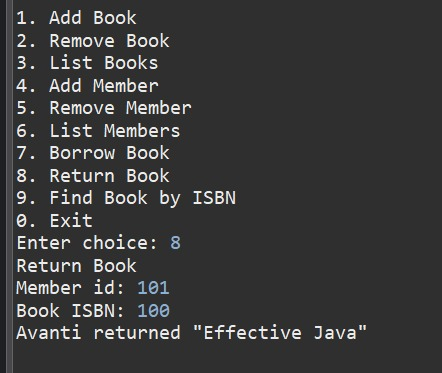 1. Add Book
2. Remove Book
3. List Books
4. Add Member
5. Remove Member
6. List Members
7. Borrow Book
8. Return Book
9. Find Book by ISBN
0. Exit
Enter choice: 8
Return Book
Member id: 101
Book ISBN: 100
Avanti returned "Effective Java"